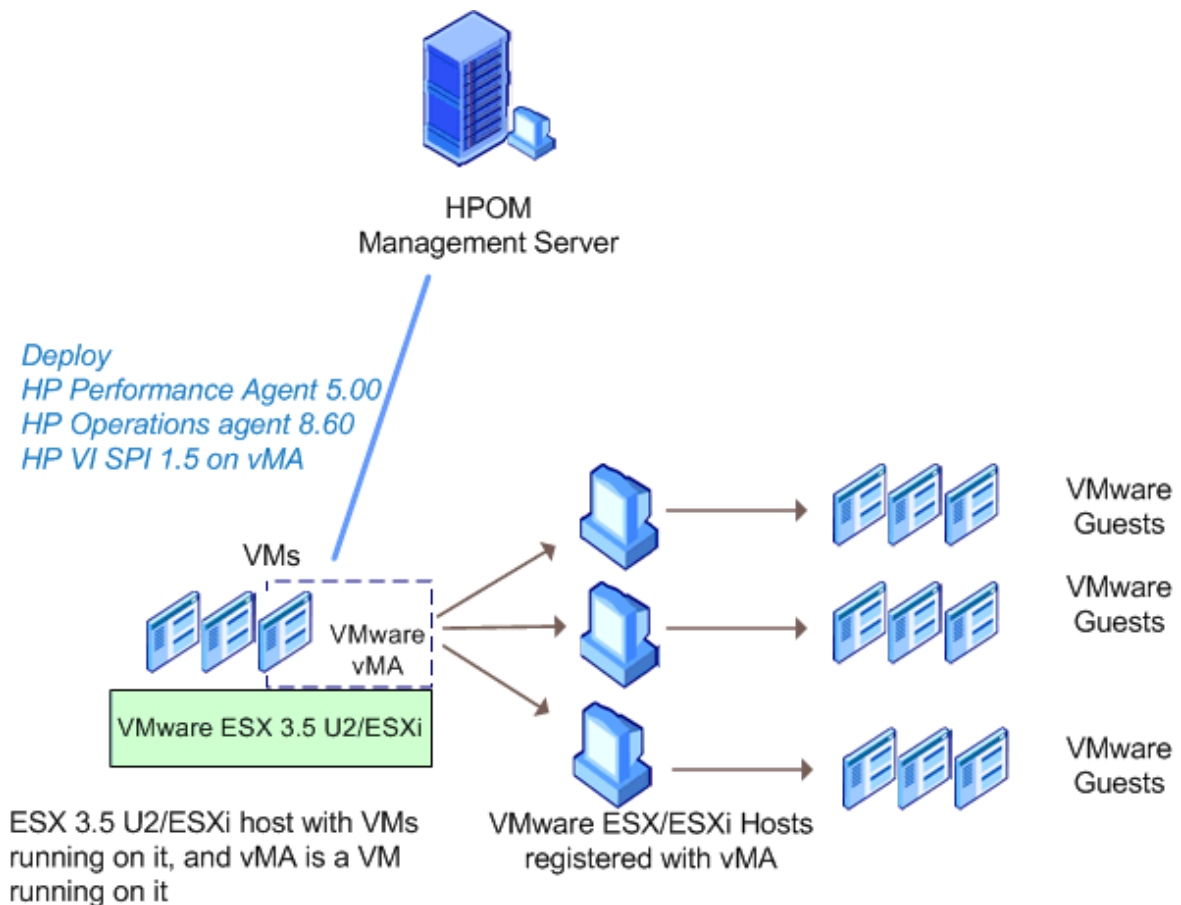 HPOM
Management Server
Deploy
HP Performance Agent 5.00
HP Operations agent 8.60
HP VI SPI 1.5 on vMA
VMs
VMware
vMA
VMware ESX 3.5 U2/ESXi
ESX 3.5 U2/ESXi host with VMs
running on it, and vMA is a VM
running on it
VMware ESX/ESXi Hosts
registered with vMA
VMware
Guests
VMware
Guests
VMware
Guests